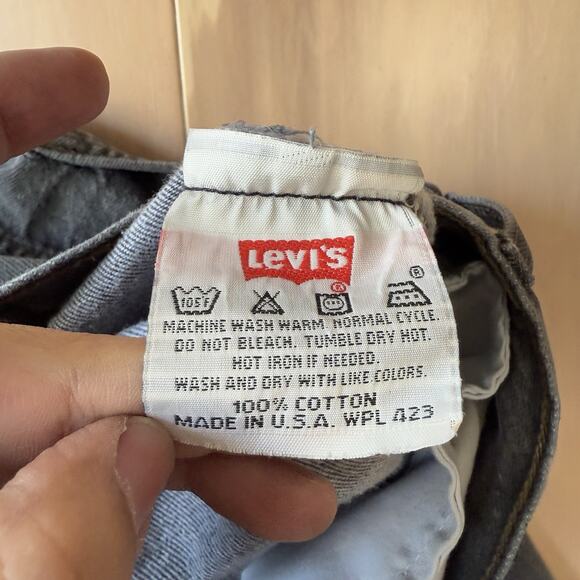 LEVI'S
105F
MACHINE WASH WARM. NORMAL CYCLE.
DO NOT BLEACH. TUMBLE DRY HOT.
HOT IRON IF NEEDED.
WASH AND DRY WITH LIKE COLORS.
100% COTTON
MADE IN U.S.A. WPL 423